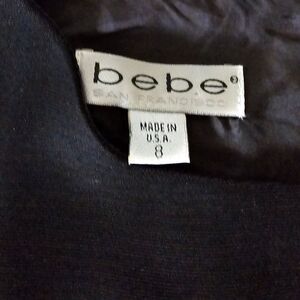 bebe®
SAN FRANCISCO
MADE IN
U.S.A.
8